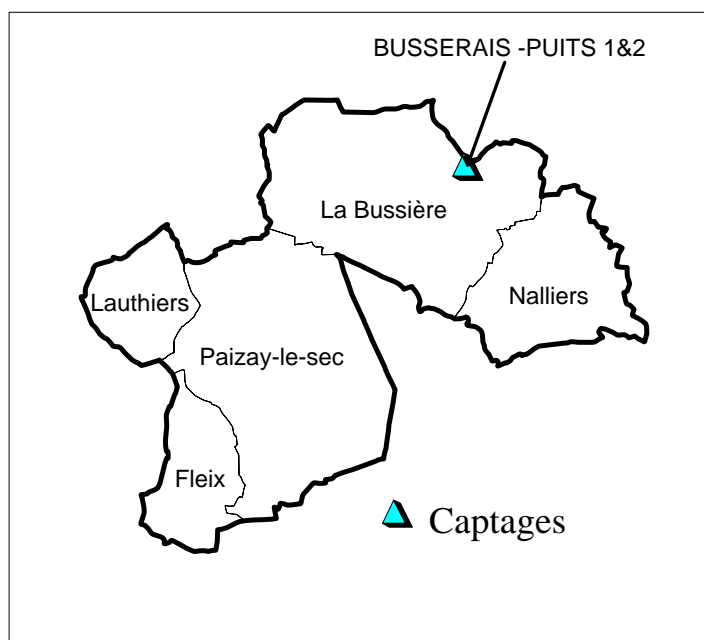 BUSSERAIS -PUITS 1&2
La Bussière
Nalliers
Lauthiers
Paizay-le-sec
Fleix
Captages